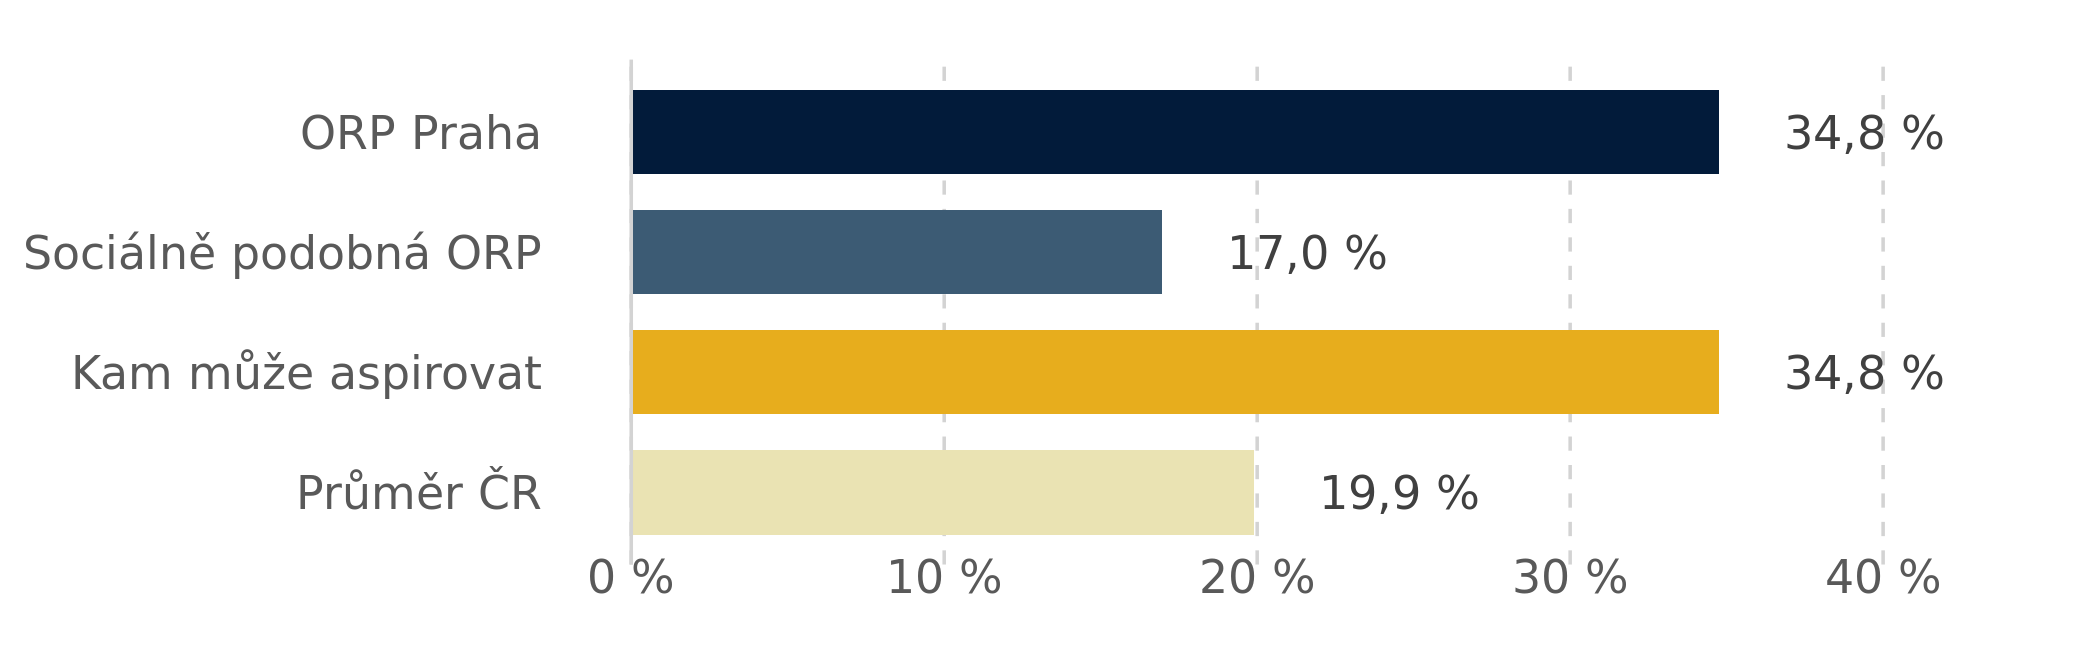 ORP Praha 34,8 %
Sociálně podobná ORP 17,0 %
Kam může aspirovat 34,8 %
Průměr ČR 19,9 %
0 % 10 % 20 % 30 % 40 %